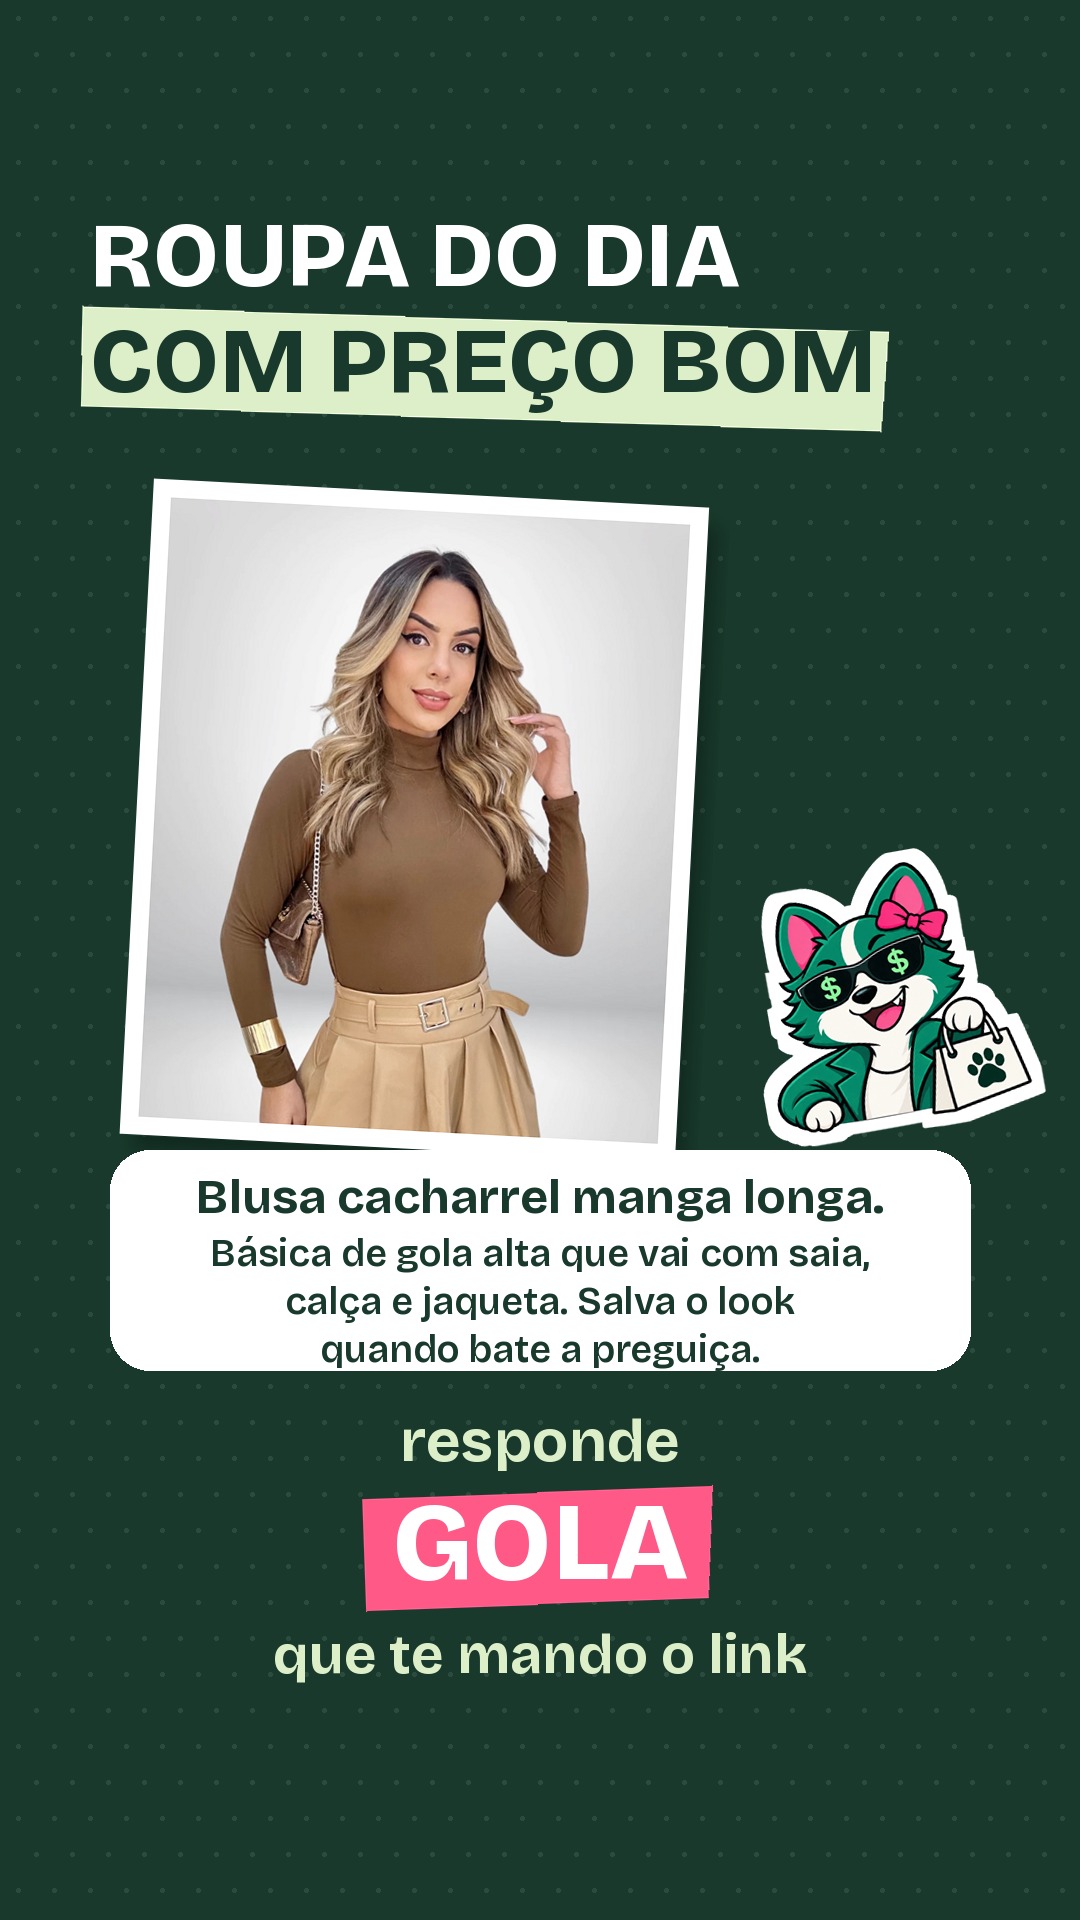 ROUPA DO DIA
COM PREÇO BOM
$ $
Blusa cacharrel manga longa.
Básica de gola alta que vai com saia,
calça e jaqueta. Salva o look
quando bate a preguiça.
responde
GOLA
que te mando o link